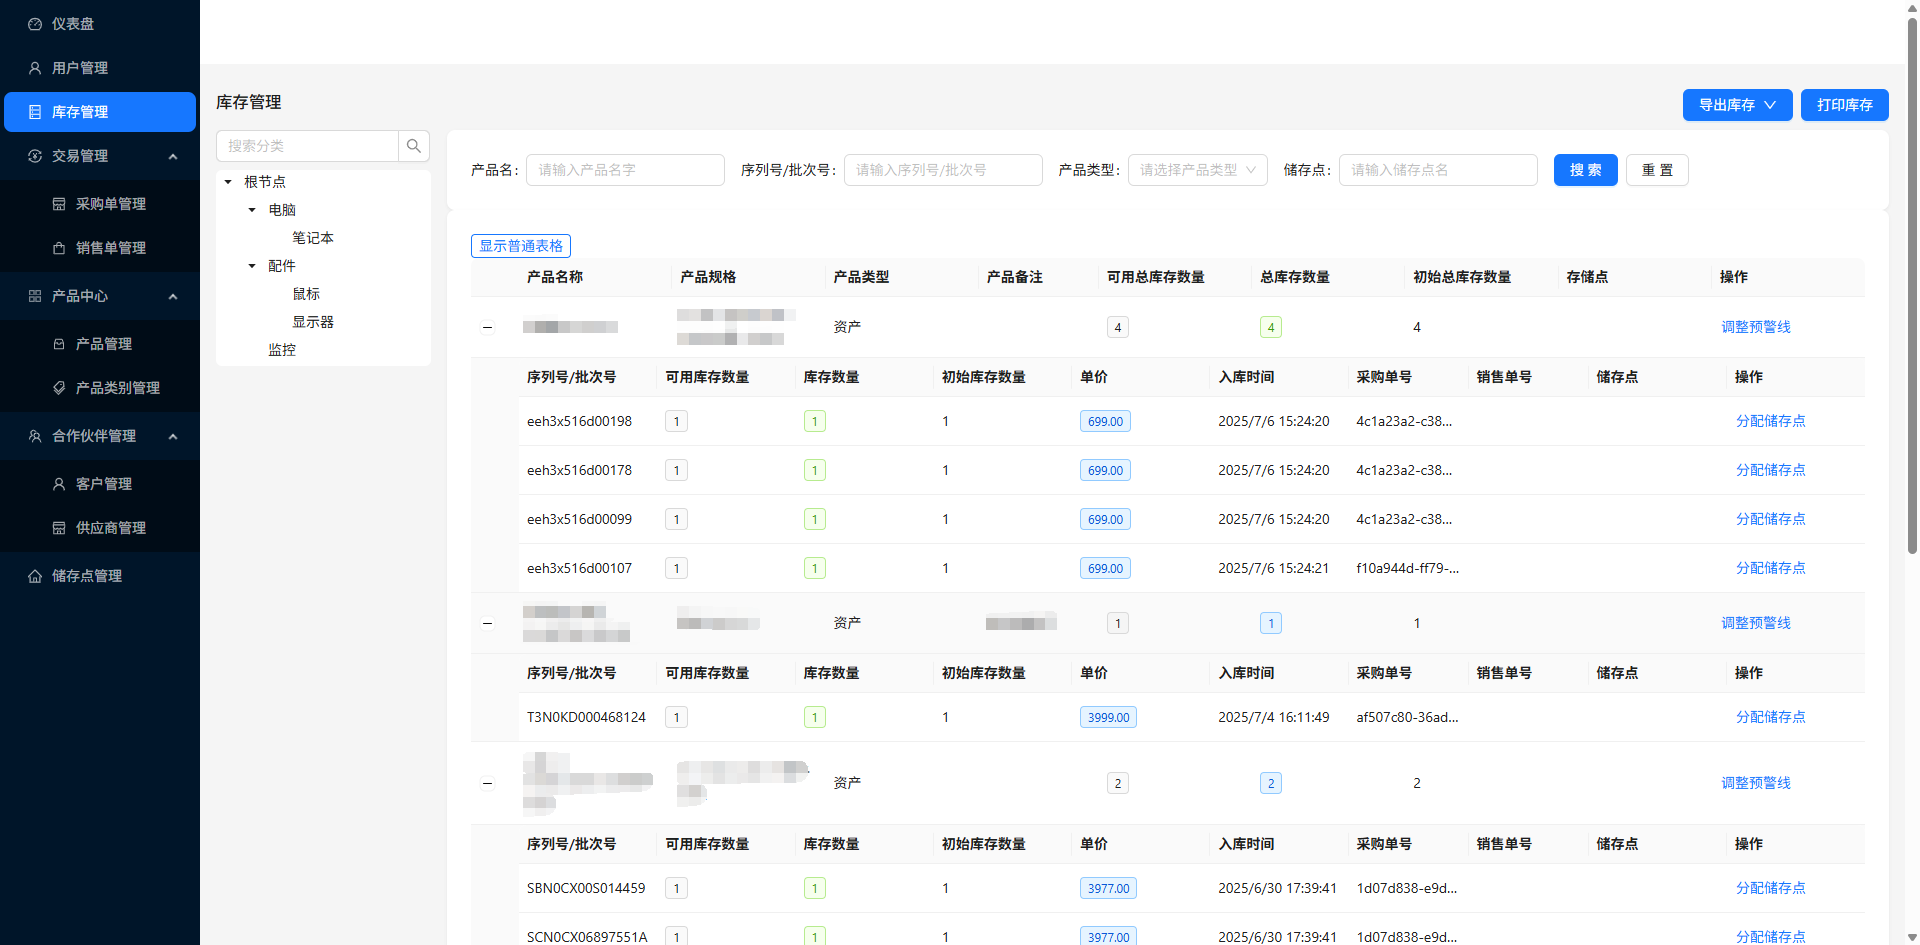 仪表盘
用户管理
库存管理
交易管理
采购单管理
销售单管理
产品中心
产品管理
产品类别管理
合作伙伴管理
客户管理
供应商管理
储存点管理
库存管理
导出库存 打印库存
搜索分类
根节点
电脑
笔记本
配件
鼠标
显示器
监控
产品名: 请输入产品名字 序列号/批次号: 请输入序列号/批次号 产品类型: 请选择产品类型 储存点: 请输入储存点名 搜 索 重 置
显示普通表格
产品名称 产品规格 产品类型 产品备注 可用总库存数量 总库存数量 初始总库存数量 存储点 操作
资产 4 4 4 调整预警线
序列号/批次号 可用库存数量 库存数量 初始库存数量 单价 入库时间 采购单号 销售单号 储存点 操作
eeh3x516d00198 1 1 1 699.00 2025/7/6 15:24:20 4c1a23a2-c38... 分配储存点
eeh3x516d00178 1 1 1 699.00 2025/7/6 15:24:20 4c1a23a2-c38... 分配储存点
eeh3x516d00099 1 1 1 699.00 2025/7/6 15:24:20 4c1a23a2-c38... 分配储存点
eeh3x516d00107 1 1 1 699.00 2025/7/6 15:24:21 f10a944d-ff79-... 分配储存点
资产 1 1 1 调整预警线
序列号/批次号 可用库存数量 库存数量 初始库存数量 单价 入库时间 采购单号 销售单号 储存点 操作
T3N0KD000468124 1 1 1 3999.00 2025/7/4 16:11:49 af507c80-36ad... 分配储存点
资产 2 2 2 调整预警线
序列号/批次号 可用库存数量 库存数量 初始库存数量 单价 入库时间 采购单号 销售单号 储存点 操作
SBN0CX00S014459 1 1 1 3977.00 2025/6/30 17:39:41 1d07d838-e9d... 分配储存点
SCN0CX06897551A 1 1 1 3977.00 2025/6/30 17:39:41 1d07d838-e9d... 分配储存点